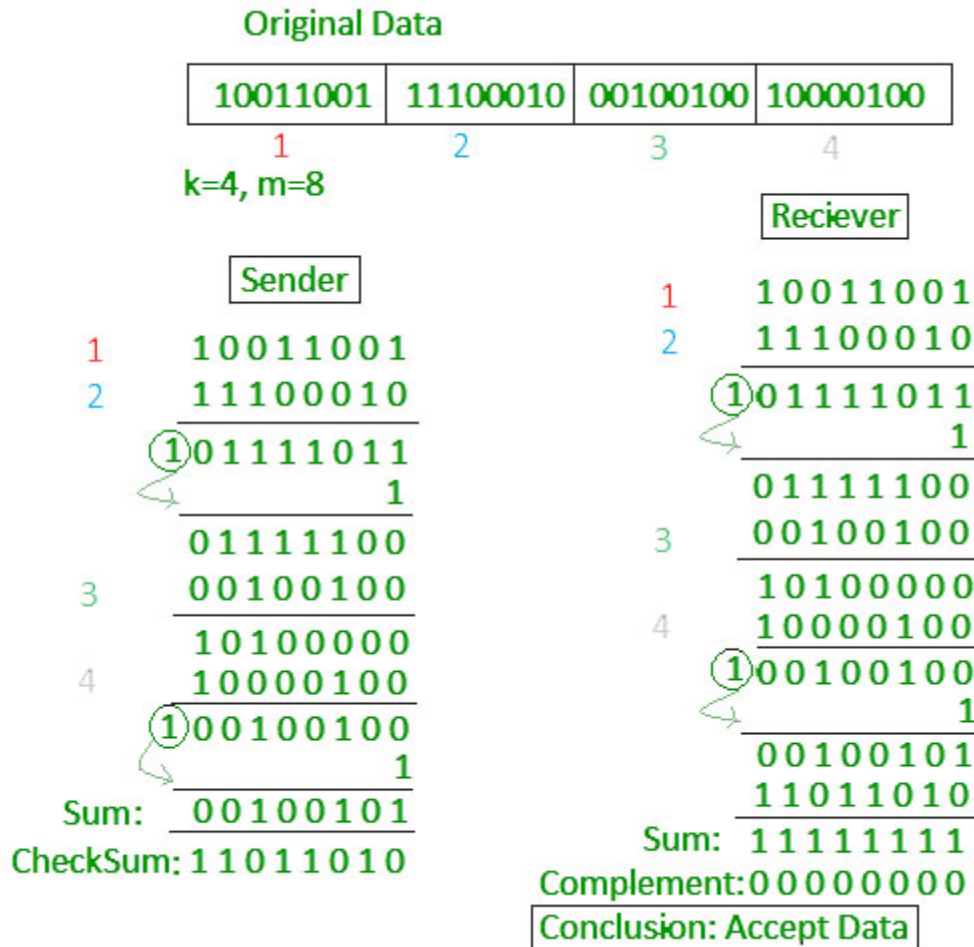 Original Data
10011001 11100010 00100100 10000100
1 2 3 4
k=4, m=8
Sender
1 10011001
2 11100010
1 01111011
1
01111100
3 00100100
10100000
4 10000100
1 00100100
1
Sum: 00100101
CheckSum: 11011010
Reciever
1 10011001
2 11100010
1 01111011
1
01111100
3 00100100
10100000
4 10000100
1 00100100
1
00100101
11011010
Sum: 11111111
Complement: 00000000
Conclusion: Accept Data